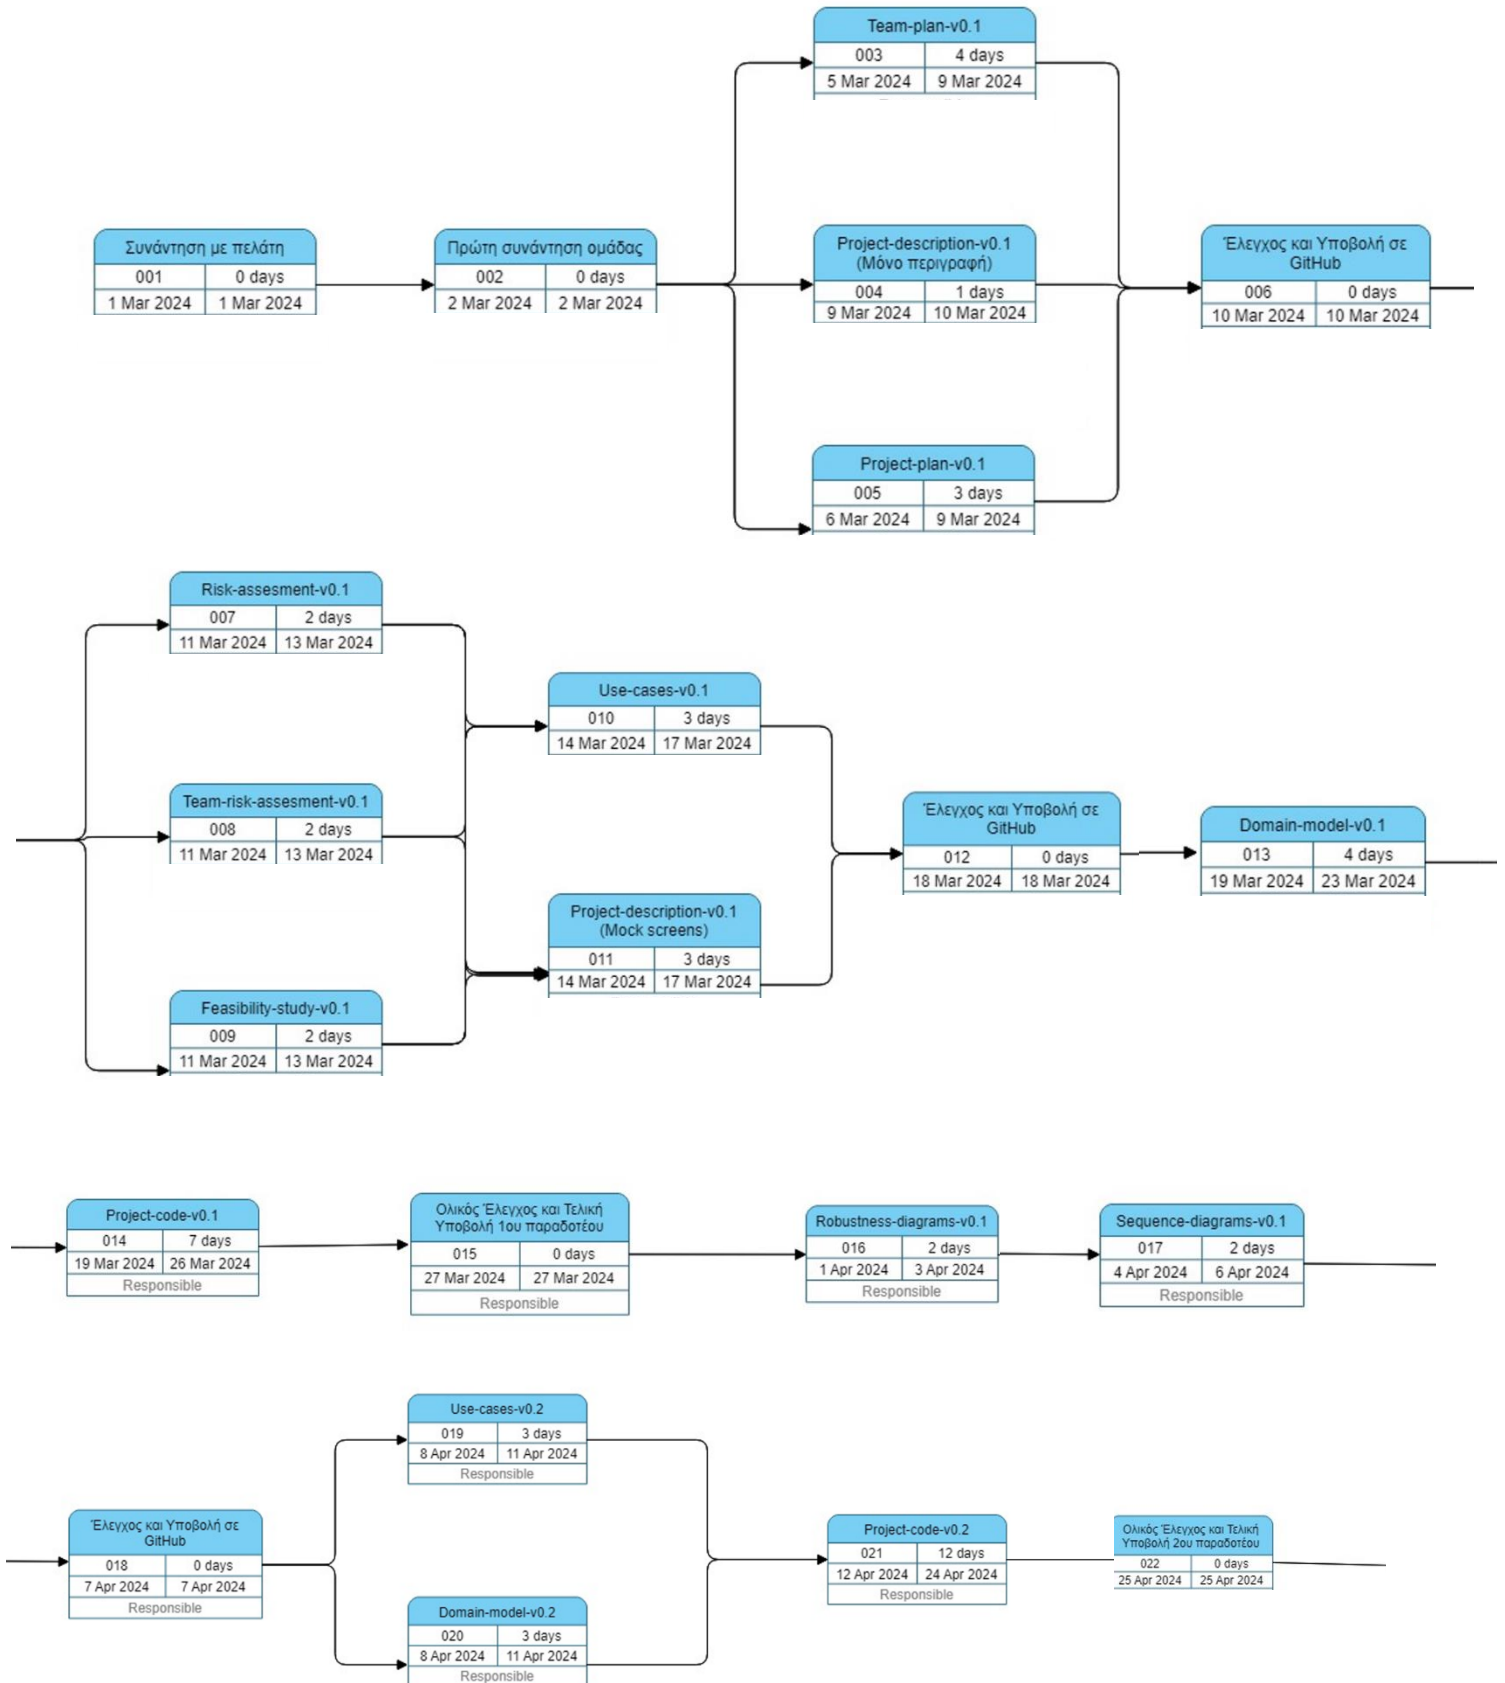 Team-plan-v0.1
003 4 days
5 Mar 2024 9 Mar 2024
Συνάντηση με πελάτη
001 0 days
1 Mar 2024 1 Mar 2024
Πρώτη συνάντηση ομάδας
002 0 days
2 Mar 2024 2 Mar 2024
Project-description-v0.1
(Μόνο περιγραφή)
004 1 days
9 Mar 2024 10 Mar 2024
Έλεγχος και Υποβολή σε
GitHub
006 0 days
10 Mar 2024 10 Mar 2024
Project-plan-v0.1
005 3 days
6 Mar 2024 9 Mar 2024
Risk-assesment-v0.1
007 2 days
11 Mar 2024 13 Mar 2024
Use-cases-v0.1
010 3 days
14 Mar 2024 17 Mar 2024
Team-risk-assesment-v0.1
008 2 days
11 Mar 2024 13 Mar 2024
Έλεγχος και Υποβολή σε
GitHub
012 0 days
18 Mar 2024 18 Mar 2024
Domain-model-v0.1
013 4 days
19 Mar 2024 23 Mar 2024
Project-description-v0.1
(Mock screens)
011 3 days
14 Mar 2024 17 Mar 2024
Feasibility-study-v0.1
009 2 days
11 Mar 2024 13 Mar 2024
Project-code-v0.1
014 7 days
19 Mar 2024 26 Mar 2024
Responsible
Ολικός Έλεγχος και Τελική
Υποβολή 1ου παραδοτέου
015 0 days
27 Mar 2024 27 Mar 2024
Responsible
Robustness-diagrams-v0.1
016 2 days
1 Apr 2024 3 Apr 2024
Responsible
Sequence-diagrams-v0.1
017 2 days
4 Apr 2024 6 Apr 2024
Responsible
Use-cases-v0.2
019 3 days
8 Apr 2024 11 Apr 2024
Responsible
Έλεγχος και Υποβολή σε
GitHub
018 0 days
7 Apr 2024 7 Apr 2024
Responsible
Project-code-v0.2
021 12 days
12 Apr 2024 24 Apr 2024
Responsible
Ολικός Έλεγχος και Τελική
Υποβολή 2ου παραδοτέου
022 0 days
25 Apr 2024 25 Apr 2024
Domain-model-v0.2
020 3 days
8 Apr 2024 11 Apr 2024
Responsible